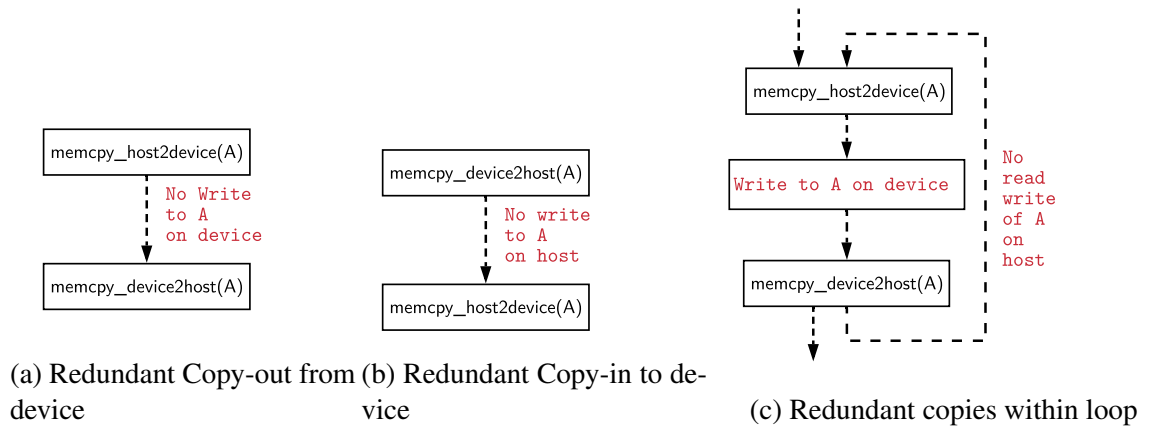 memcpy_host2device(A)
No Write
to A
on device
memcpy_device2host(A)
(a) Redundant Copy-out from
device
memcpy_device2host(A)
No write
to A
on host
memcpy_host2device(A)
(b) Redundant Copy-in to de-
vice
memcpy_host2device(A)
Write to A on device
memcpy_device2host(A)
No
read
write
of A
on
host
(c) Redundant copies within loop